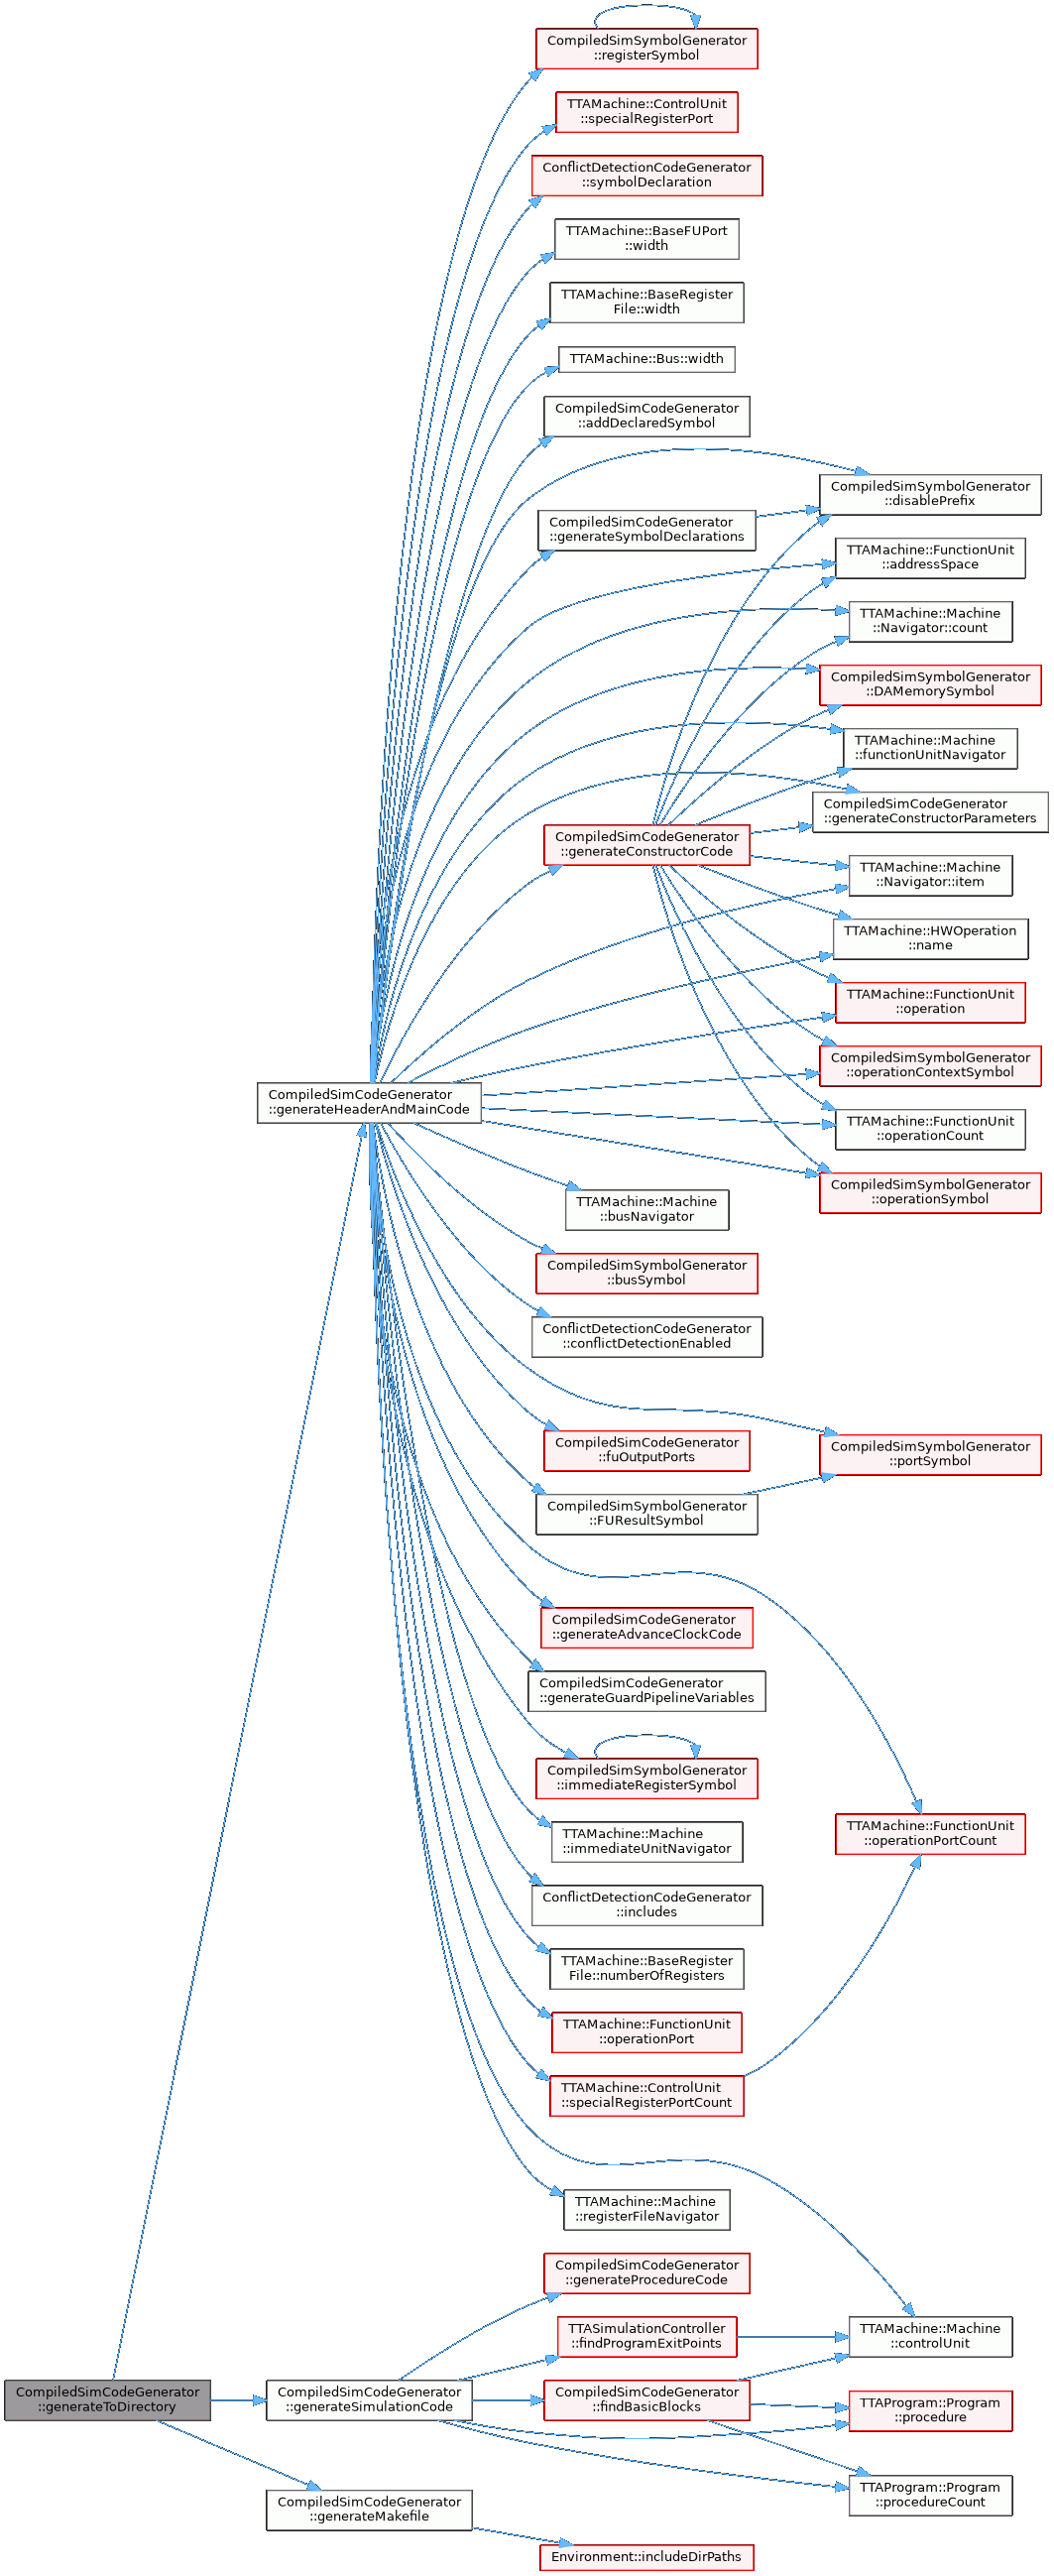 CompiledSimSymbolGenerator
::registerSymbol
TTAMachine::ControlUnit
::specialRegisterPort
ConflictDetectionCodeGenerator
::symbolDeclaration
TTAMachine::BaseFUPort
::width
TTAMachine::BaseRegister
File::width
TTAMachine::Bus::width
CompiledSimCodeGenerator
::addDeclaredSymbol
CompiledSimSymbolGenerator
::disablePrefix
CompiledSimCodeGenerator
::generateSymbolDeclarations
TTAMachine::FunctionUnit
::addressSpace
TTAMachine::Machine
::Navigator::count
CompiledSimSymbolGenerator
::DAMemorySymbol
TTAMachine::Machine
::functionUnitNavigator
CompiledSimCodeGenerator
::generateConstructorParameters
CompiledSimCodeGenerator
::generateConstructorCode
TTAMachine::Machine
::Navigator::item
TTAMachine::HWOperation
::name
TTAMachine::FunctionUnit
::operation
CompiledSimSymbolGenerator
::operationContextSymbol
CompiledSimCodeGenerator
::generateHeaderAndMainCode
TTAMachine::FunctionUnit
::operationCount
CompiledSimSymbolGenerator
::operationSymbol
TTAMachine::Machine
::busNavigator
CompiledSimSymbolGenerator
::busSymbol
ConflictDetectionCodeGenerator
::conflictDetectionEnabled
CompiledSimCodeGenerator
::fuOutputPorts
CompiledSimSymbolGenerator
::portSymbol
CompiledSimSymbolGenerator
::FUResultSymbol
CompiledSimCodeGenerator
::generateAdvanceClockCode
CompiledSimCodeGenerator
::generateGuardPipelineVariables
CompiledSimSymbolGenerator
::immediateRegisterSymbol
TTAMachine::Machine
::immediateUnitNavigator
TTAMachine::FunctionUnit
::operationPortCount
ConflictDetectionCodeGenerator
::includes
TTAMachine::BaseRegister
File::numberOfRegisters
TTAMachine::FunctionUnit
::operationPort
TTAMachine::ControlUnit
::specialRegisterPortCount
TTAMachine::Machine
::registerFileNavigator
CompiledSimCodeGenerator
::generateProcedureCode
TTASimulationController
::findProgramExitPoints
TTAMachine::Machine
::controlUnit
CompiledSimCodeGenerator
::generateToDirectory
CompiledSimCodeGenerator
::generateSimulationCode
CompiledSimCodeGenerator
::findBasicBlocks
TTAProgram::Program
::procedure
TTAProgram::Program
::procedureCount
CompiledSimCodeGenerator
::generateMakefile
Environment::includeDirPaths